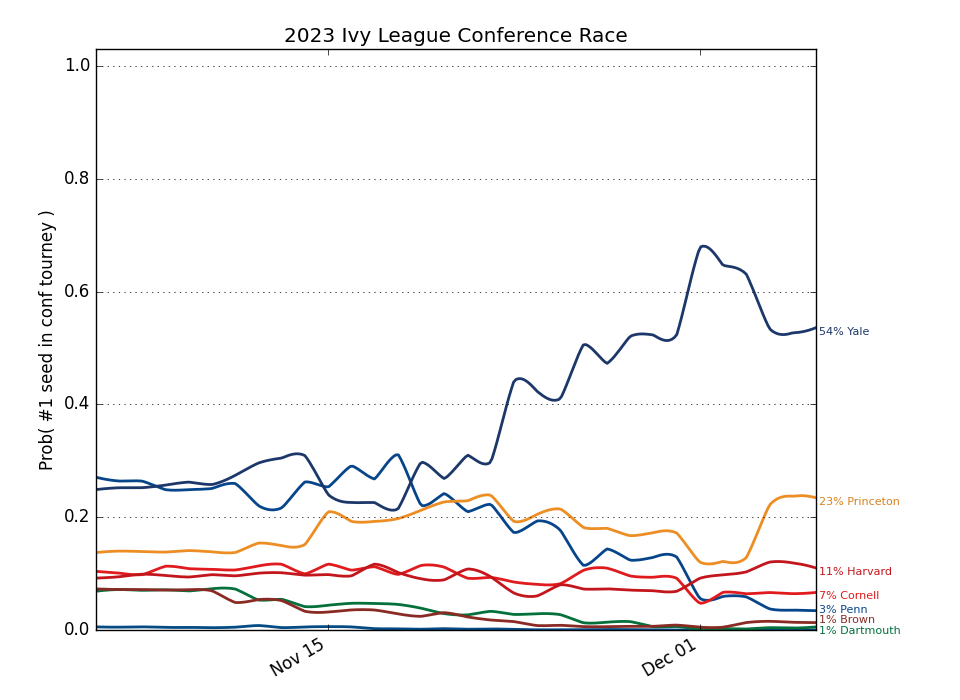 2023 Ivy League Conference Race
Prob( #1 seed in conf tourney )
1.0
0.8
0.6
0.4
0.2
0.0
Nov 15
Dec 01
54% Yale
23% Princeton
11% Harvard
7% Cornell
3% Penn
1% Brown
1% Dartmouth